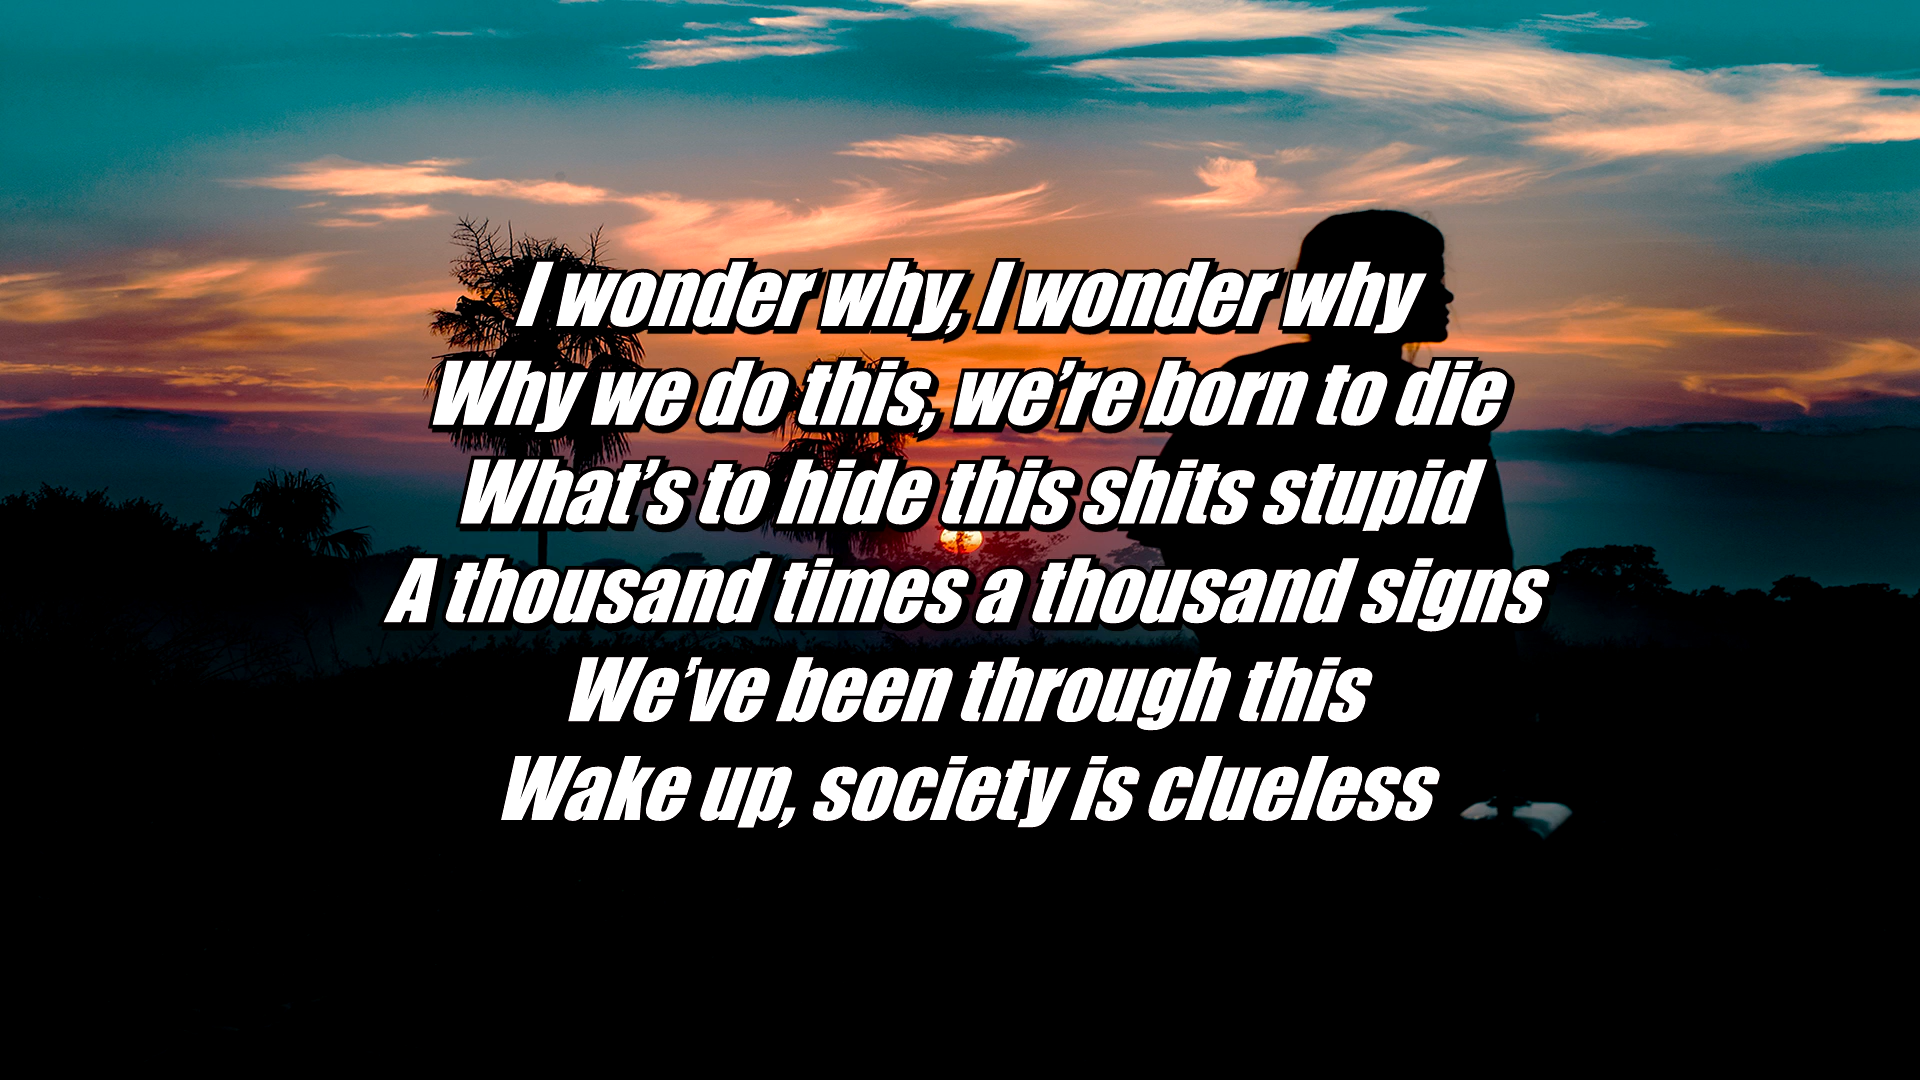 I wonder why, I wonder why
Why we do this, we’re born to die
What’s to hide this shits stupid
A thousand times a thousand signs
We’ve been through this
Wake up, society is clueless